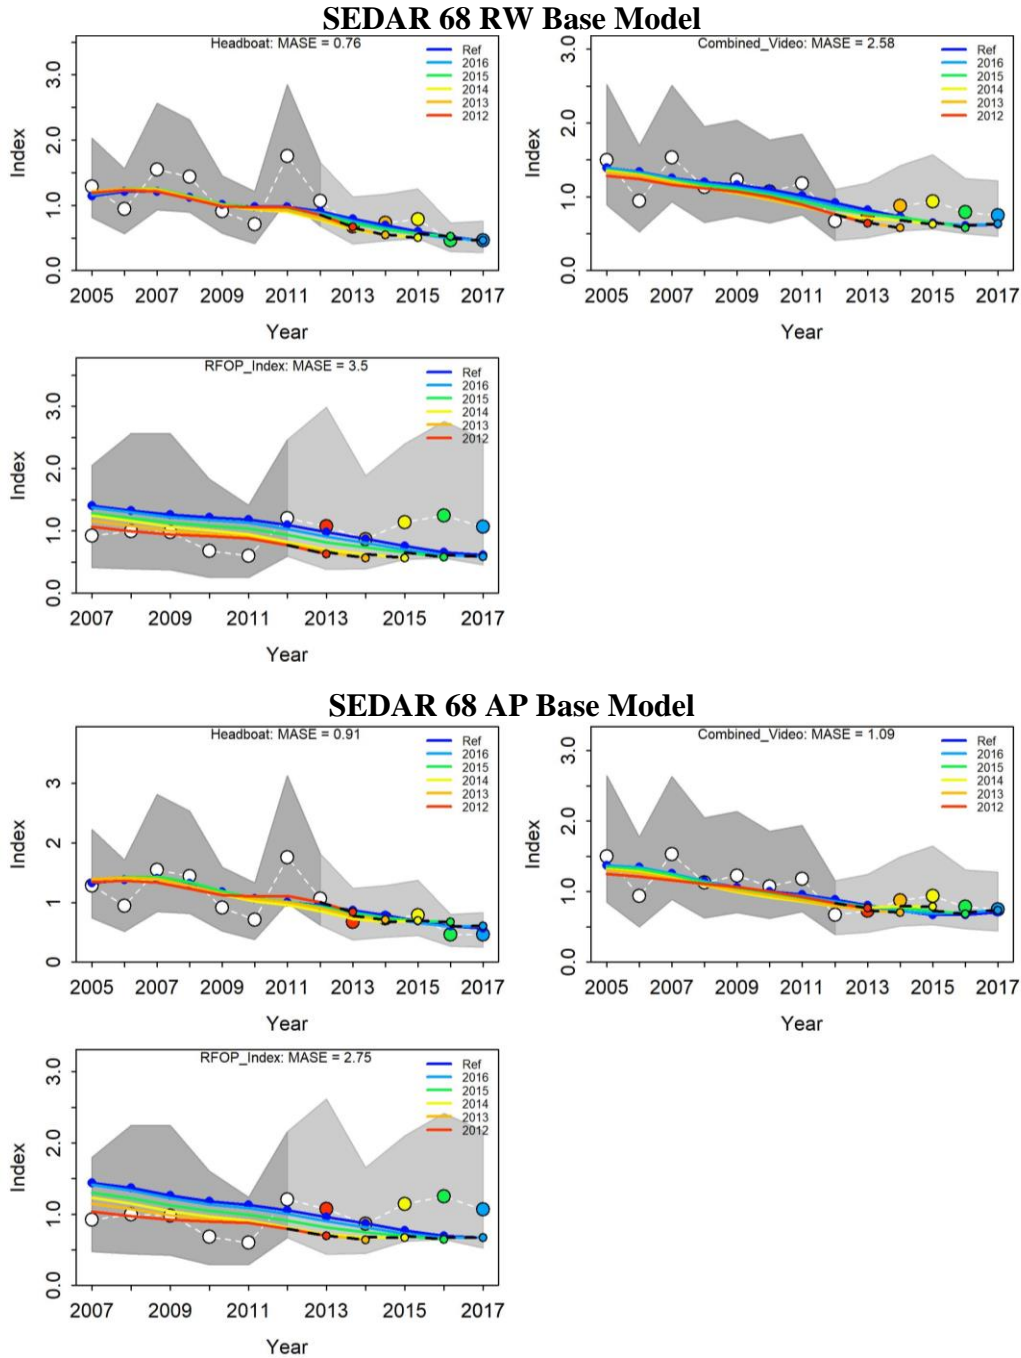 SEDAR 68 RW Base Model
Headboat: MASE = 0.76
Ref
2016
2015
2014
2013
2012
Index
0.0 1.0 2.0 3.0
2005 2007 2009 2011 2013 2015 2017
Year
Combined_Video: MASE = 2.58
Ref
2016
2015
2014
2013
2012
Index
0.0 1.0 2.0 3.0
2005 2007 2009 2011 2013 2015 2017
Year
RFOP_Index: MASE = 3.5
Ref
2016
2015
2014
2013
2012
Index
0.0 1.0 2.0 3.0
2007 2009 2011 2013 2015 2017
Year
SEDAR 68 AP Base Model
Headboat: MASE = 0.91
Ref
2016
2015
2014
2013
2012
Index
0 1 2 3
2005 2007 2009 2011 2013 2015 2017
Year
Combined_Video: MASE = 1.09
Ref
2016
2015
2014
2013
2012
Index
0.0 1.0 2.0 3.0
2005 2007 2009 2011 2013 2015 2017
Year
RFOP_Index: MASE = 2.75
Ref
2016
2015
2014
2013
2012
Index
0.0 1.0 2.0 3.0
2007 2009 2011 2013 2015 2017
Year